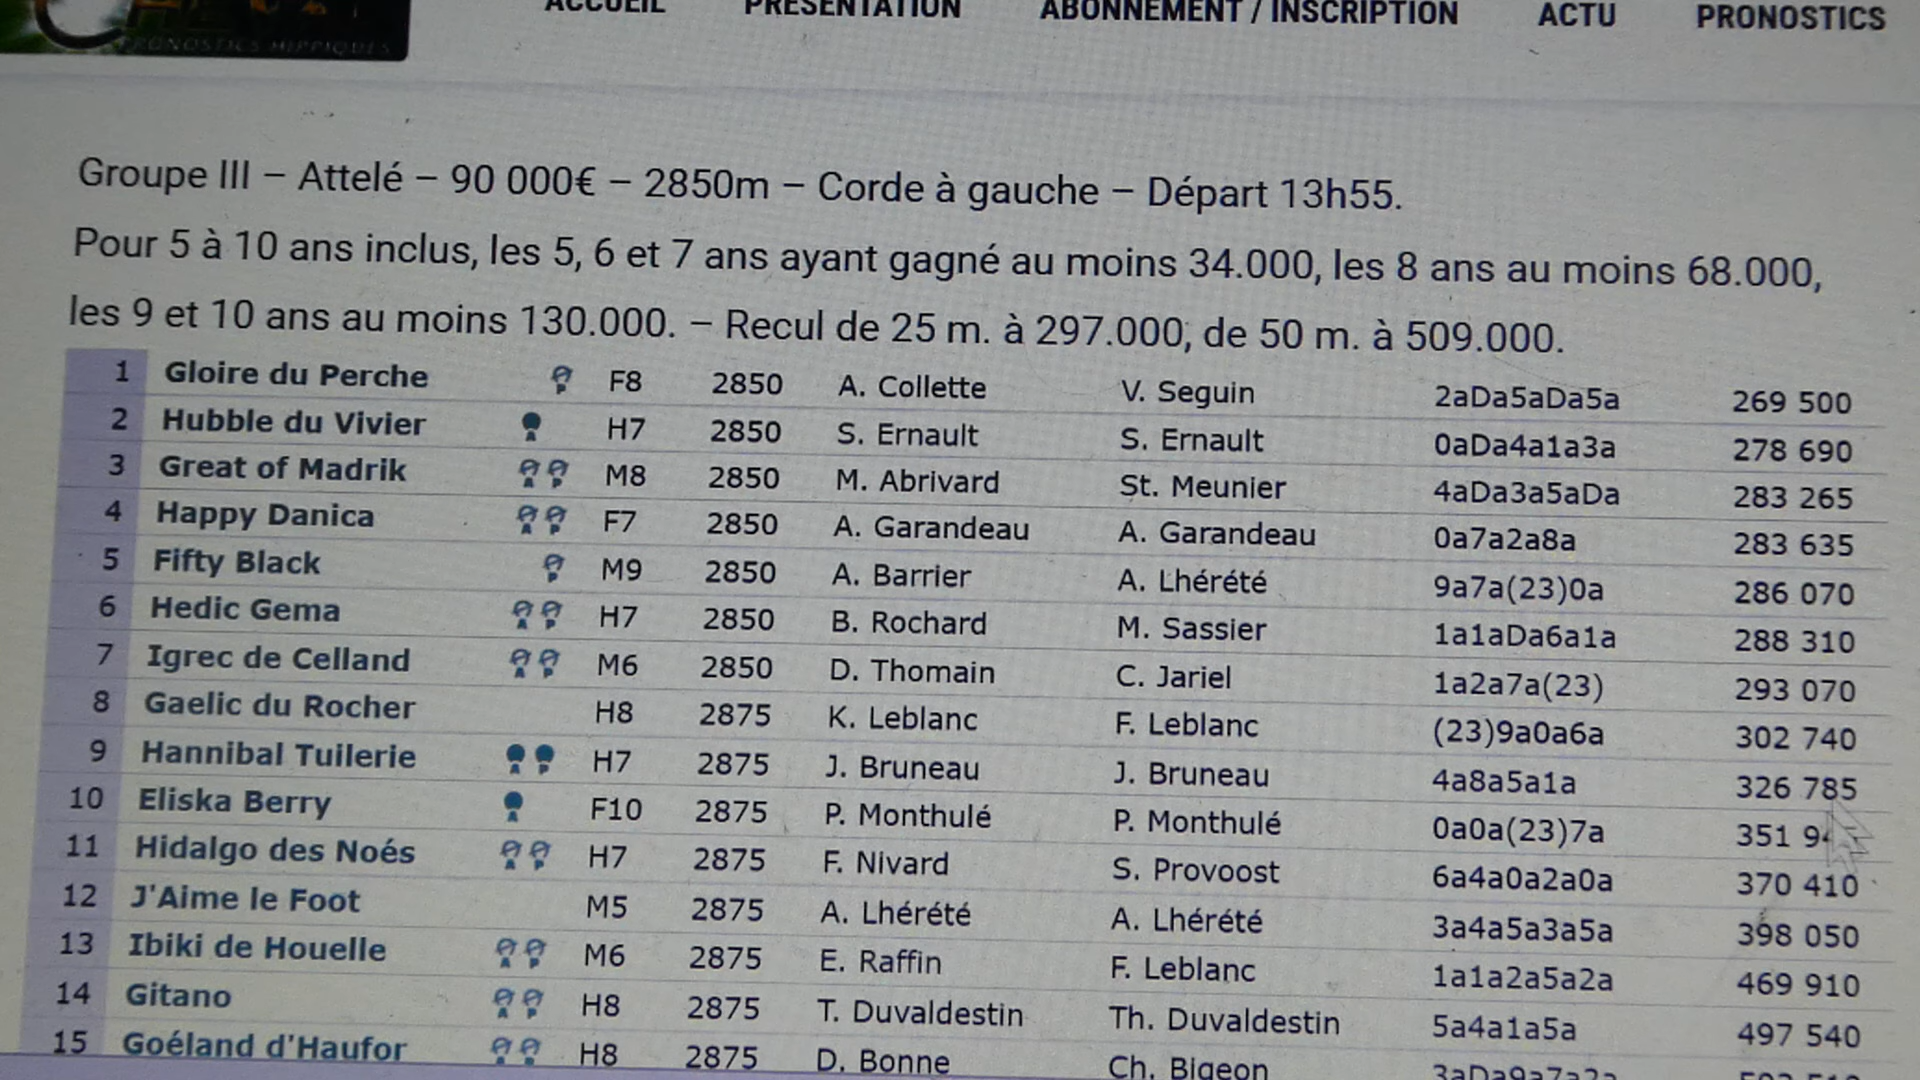 ACCUEIL PRÉSENTATION ABONNEMENT / INSCRIPTION ACTU PRONOSTICS
PRONOSTICS HIPPIQUES
Groupe III – Attelé – 90 000€ – 2850m – Corde à gauche – Départ 13h55.
Pour 5 à 10 ans inclus, les 5, 6 et 7 ans ayant gagné au moins 34.000, les 8 ans au moins 68.000,
les 9 et 10 ans au moins 130.000. – Recul de 25 m. à 297.000, de 50 m. à 509.000.
1 Gloire du Perche P F8 2850 A. Collette V. Seguin 2aDa5aDa5a 269 500
2 Hubble du Vivier A H7 2850 S. Ernault S. Ernault 0aDa4a1a3a 278 690
3 Great of Madrik A P M8 2850 M. Abrivard St. Meunier 4aDa3a5aDa 283 265
4 Happy Danica A P F7 2850 A. Garandeau A. Garandeau 0a7a2a8a 283 635
5 Fifty Black P M9 2850 A. Barrier A. Lhérété 9a7a(23)0a 286 070
6 Hedic Gema A P H7 2850 B. Rochard M. Sassier 1a1aDa6a1a 288 310
7 Igrec de Celland A P M6 2850 D. Thomain C. Jariel 1a2a7a(23) 293 070
8 Gaelic du Rocher H8 2875 K. Leblanc F. Leblanc (23)9a0a6a 302 740
9 Hannibal Tuilerie A P H7 2875 J. Bruneau J. Bruneau 4a8a5a1a 326 785
10 Eliska Berry A F10 2875 P. Monthulé P. Monthulé 0a0a(23)7a 351
11 Hidalgo des Noés A P H7 2875 F. Nivard S. Provoost 6a4a0a2a0a 370 410
12 J'Aime le Foot M5 2875 A. Lhérété A. Lhérété 3a4a5a3a5a 398 050
13 Ibiki de Houelle A P M6 2875 E. Raffin F. Leblanc 1a1a2a5a2a 469 910
14 Gitano A P H8 2875 T. Duvaldestin Th. Duvaldestin 5a4a1a5a 497 540
15 Goéland d'Haufor H8 2875 D. Bonne Ch. Bigeon